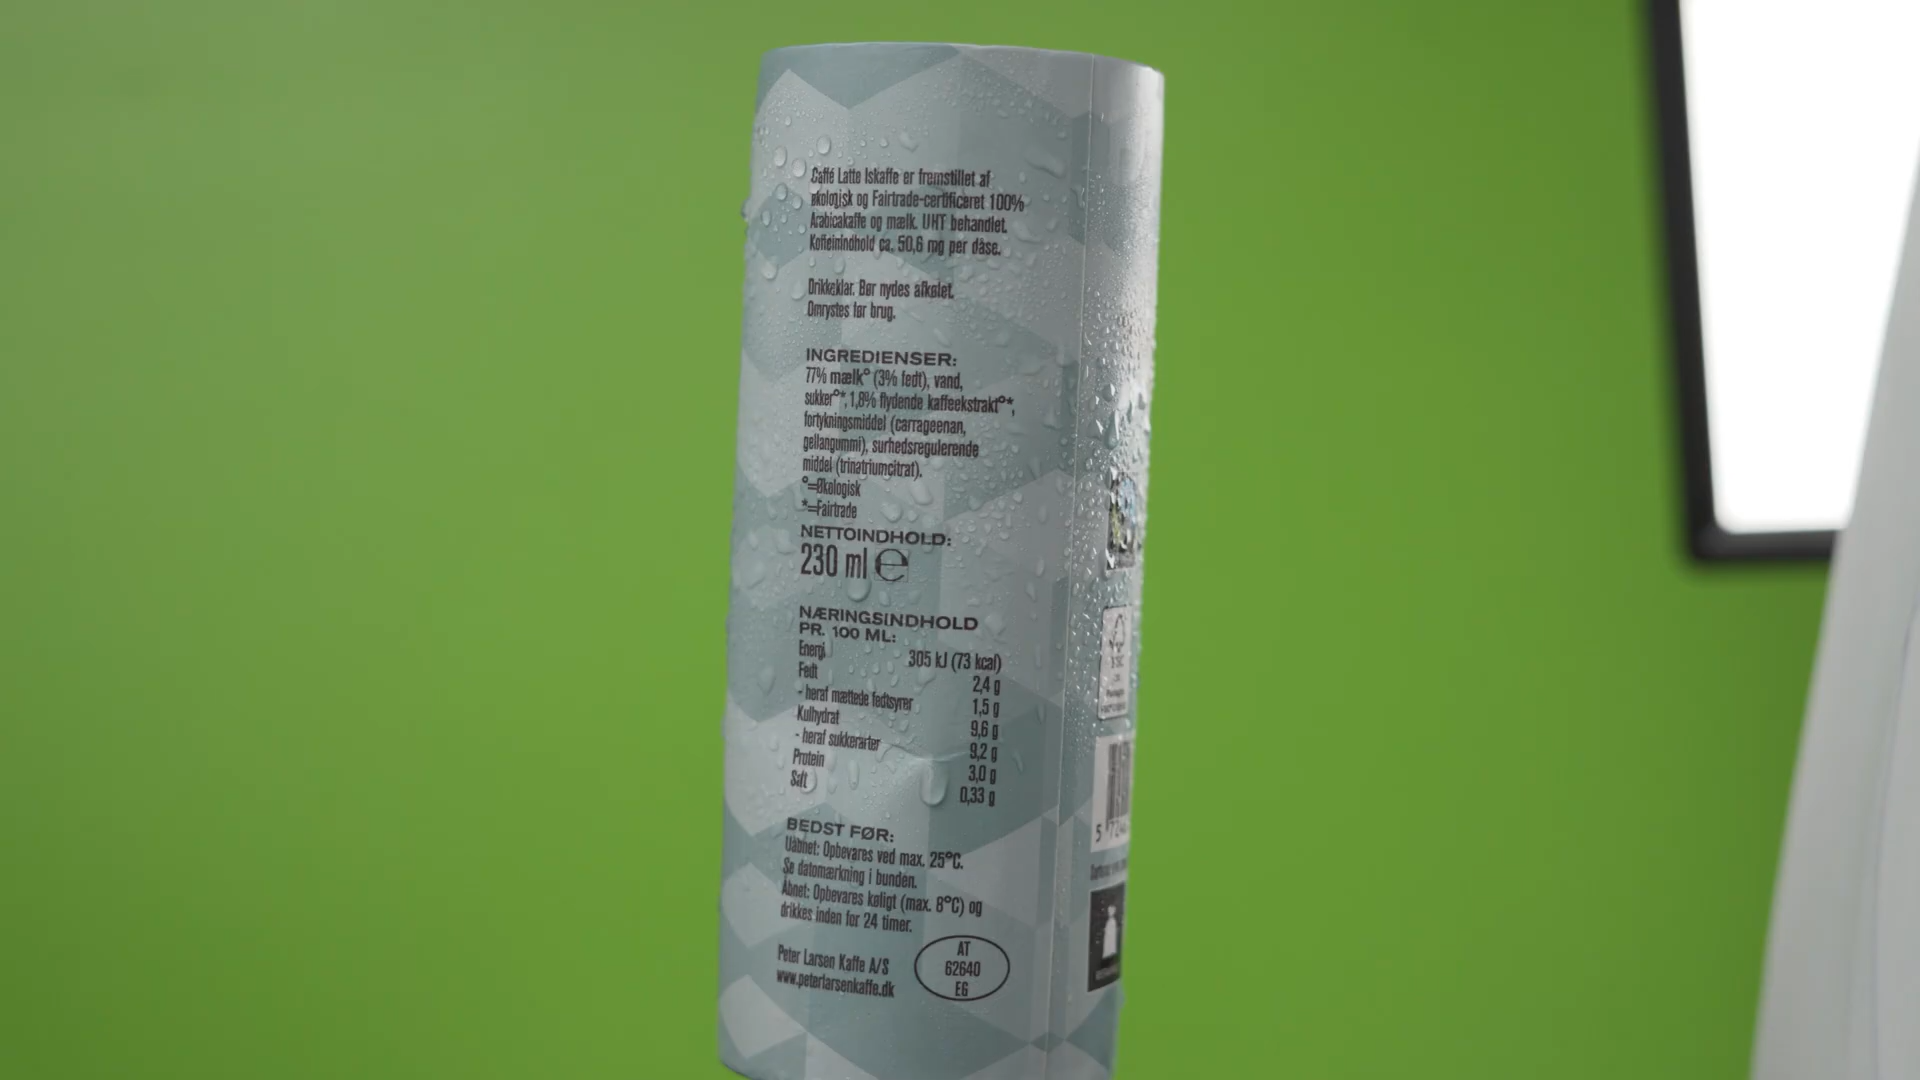 Caffé Latte Iskaffe er fremstillet af
økologisk og Fairtrade-certificeret 100%
Arabicakaffe og mælk. UHT behandlet.
Koffeinindhold ca. 50,6 mg per dåse.
Drikkeklar. Bør nydes afkølet.
Omrystes før brug.
INGREDIENSER:
77% mælk° (3% fedt), vand,
sukker°*, 1,8% flydende kaffeekstrakt°*,
fortykningsmiddel (carrageenan,
gellangummi), surhedsregulerende
middel (trinatriumcitrat).
°=Økologisk
*=Fairtrade
NETTOINDHOLD:
230 ml ℮
NÆRINGSINDHOLD
PR. 100 ML:
Energi 305 kJ (73 kcal)
Fedt 2,4 g
- heraf mættede fedtsyrer 1,5 g
Kulhydrat 9,6 g
- heraf sukkerarter 9,2 g
Protein 3,0 g
Salt 0,33 g
BEDST FØR:
Uåbnet: Opbevares ved max. 25°C.
Se datomærkning i bunden.
Åbnet: Opbevares køligt (max. 8°C) og
drikkes inden for 24 timer.
Peter Larsen Kaffe A/S
www.peterlarsenkaffe.dk
AT
62640
EG
FSC
5